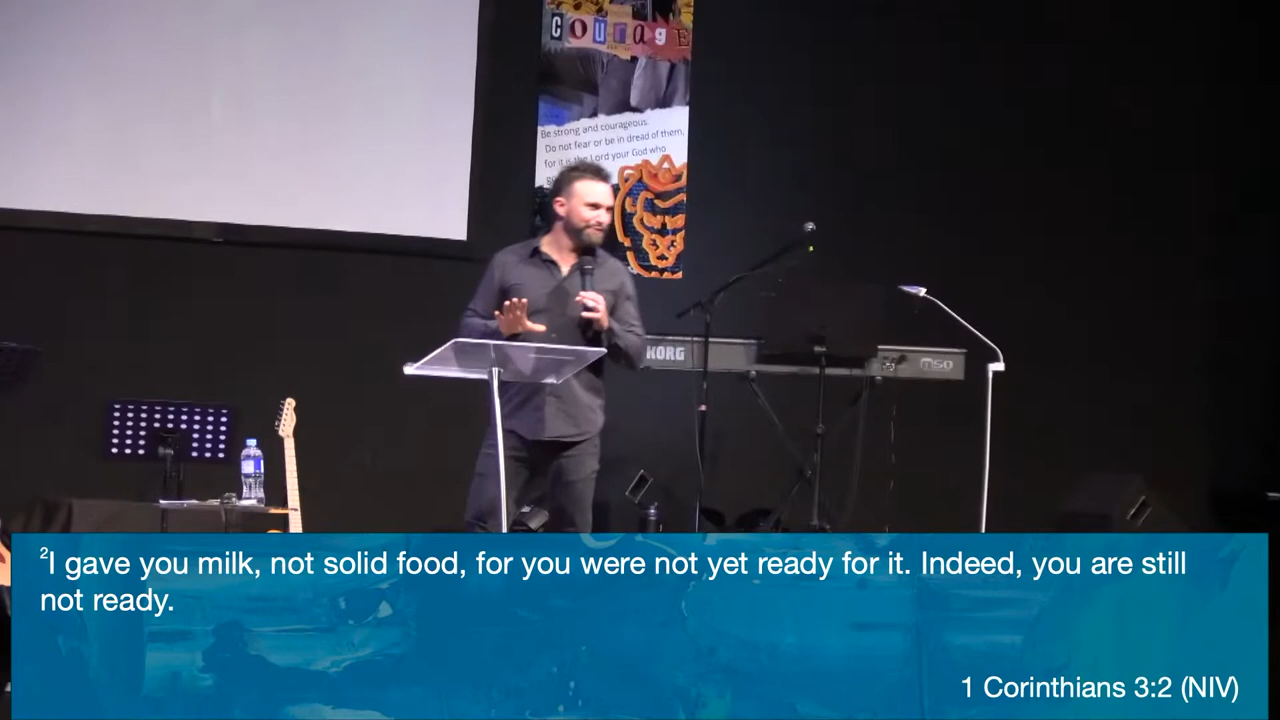 COURAGE
Be strong and courageous.
Do not fear or be in dread of them,
for it is the Lord your God who
KORG
M50
²I gave you milk, not solid food, for you were not yet ready for it. Indeed, you are still
not ready.
1 Corinthians 3:2 (NIV)